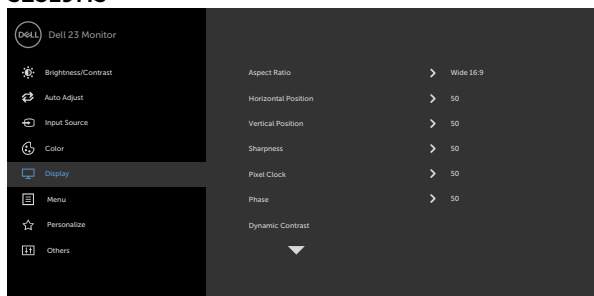 DELL Dell 23 Monitor
Brightness/Contrast
Auto Adjust
Input Source
Color
Display
Menu
Personalize
Others
Aspect Ratio Wide 16:9
Horizontal Position 50
Vertical Position 50
Sharpness 50
Pixel Clock 50
Phase 50
Dynamic Contrast